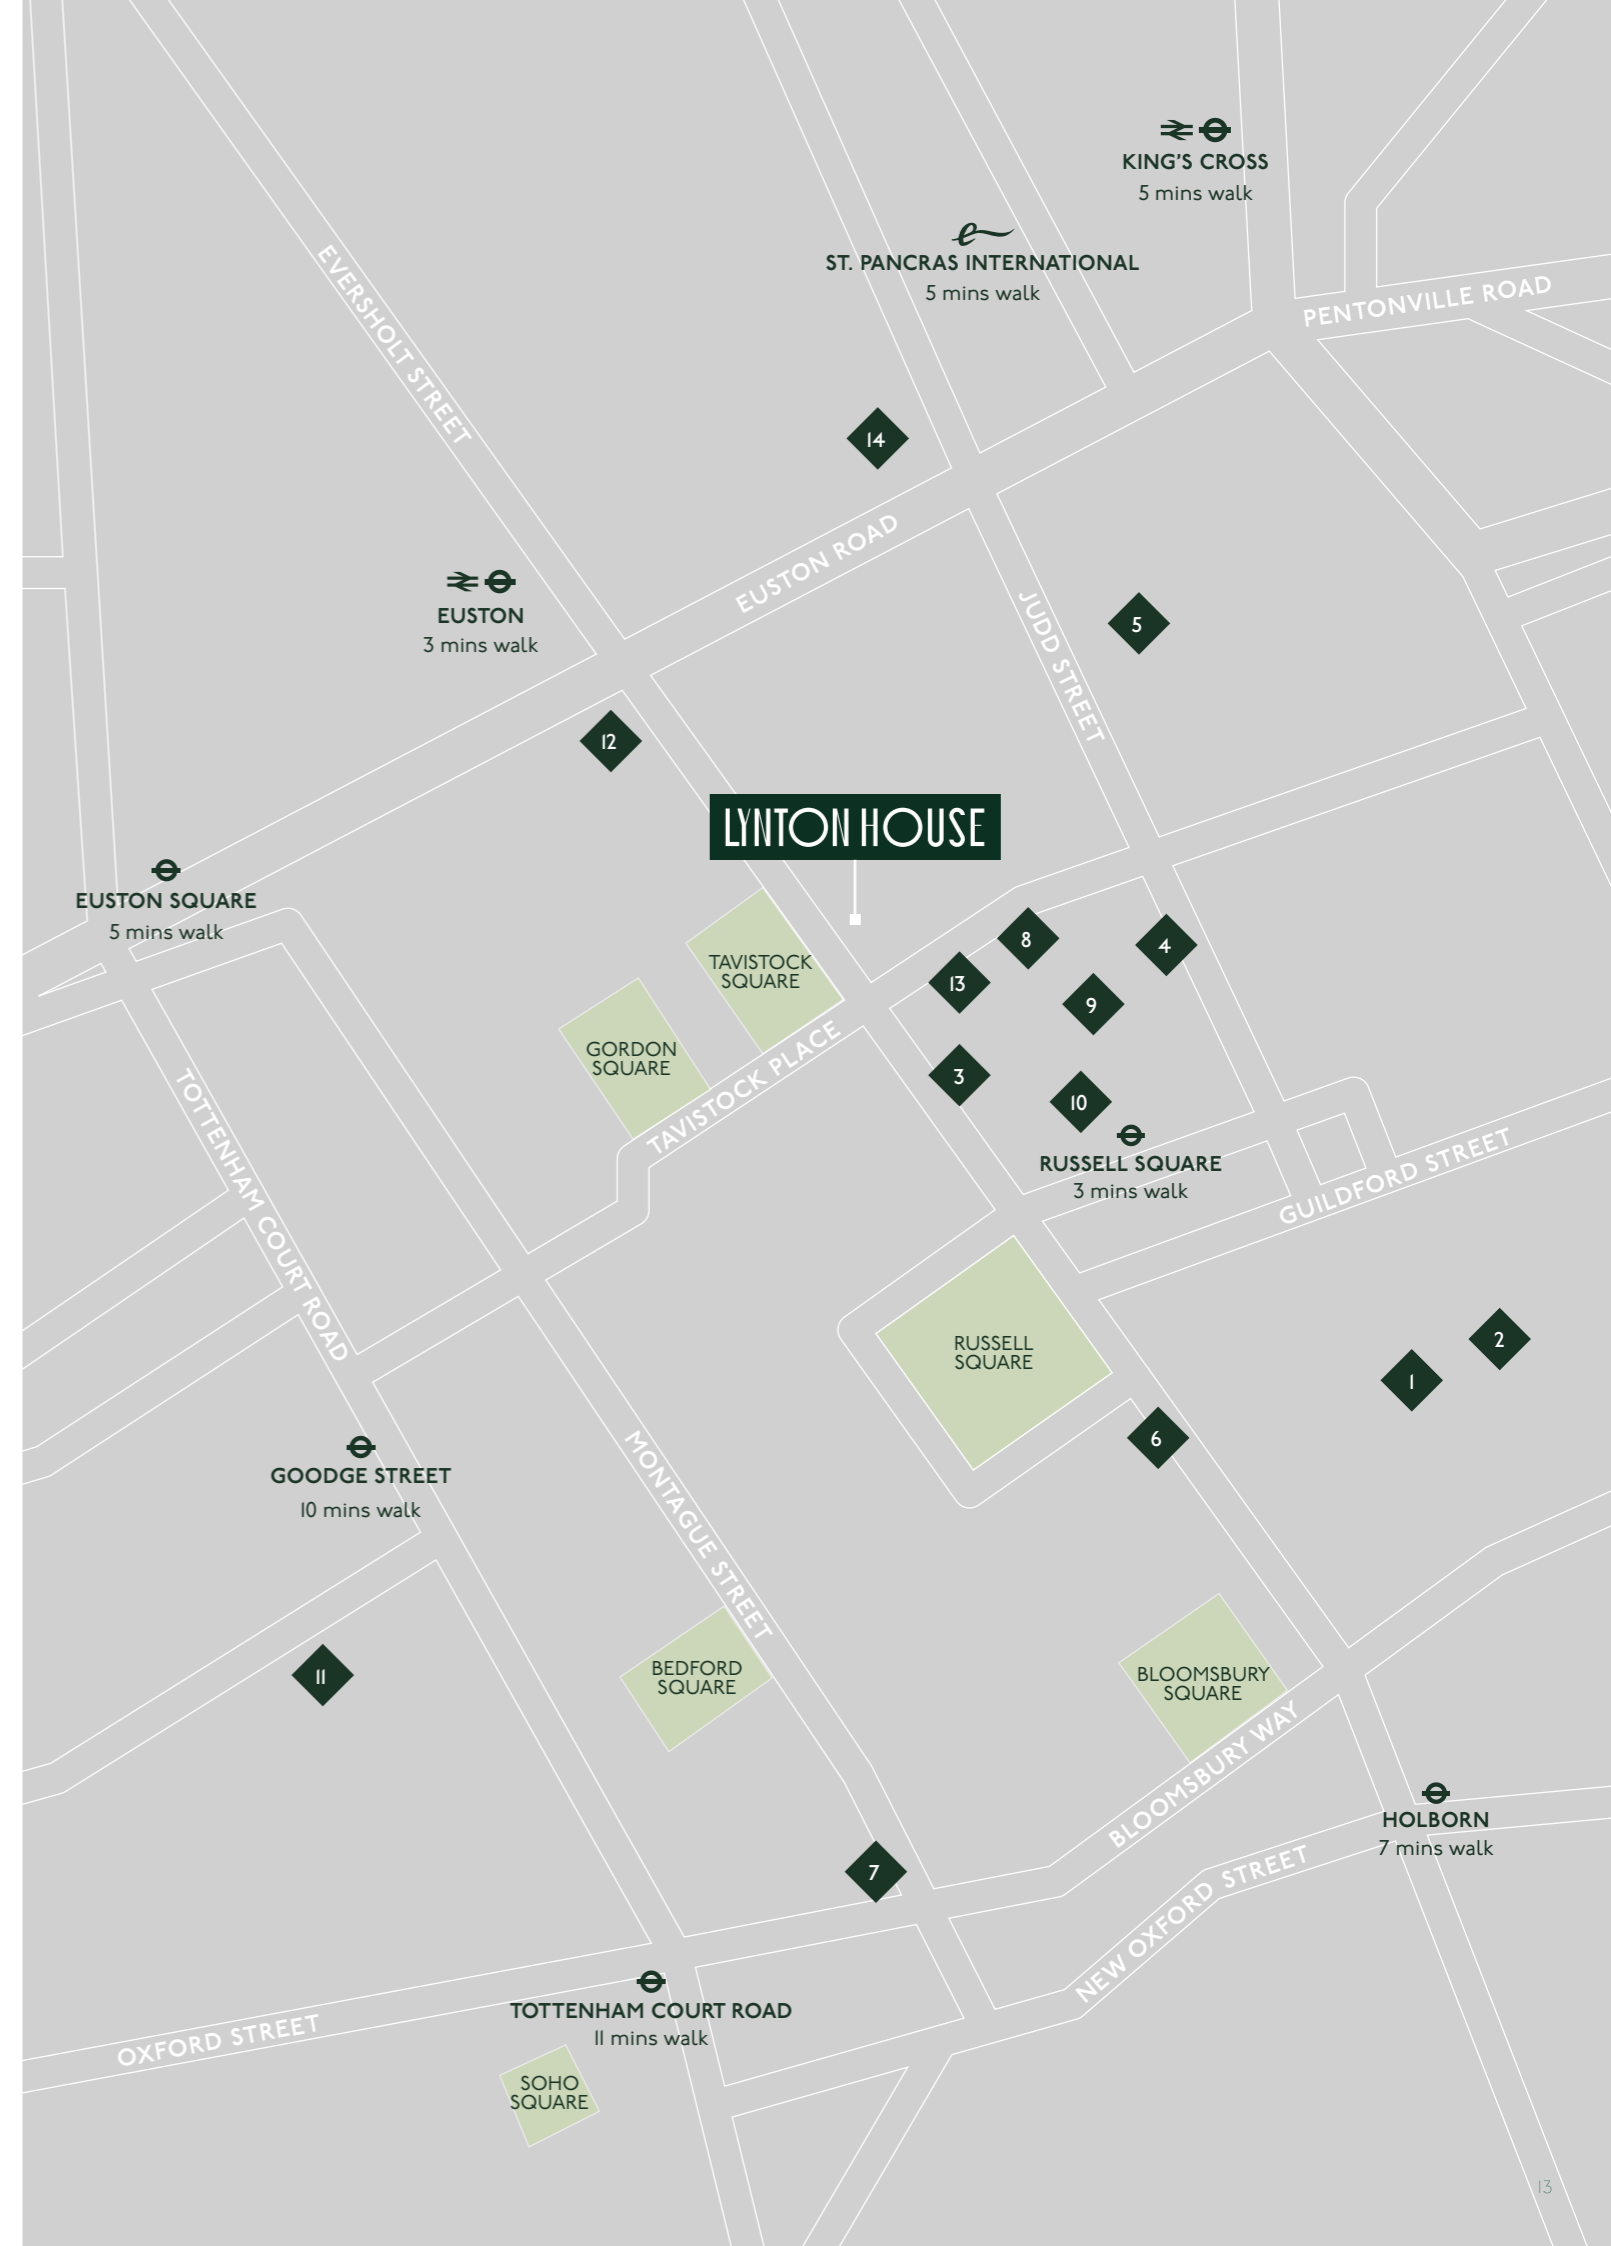 KING'S CROSS
5 mins walk
ST. PANCRAS INTERNATIONAL
5 mins walk
PENTONVILLE ROAD
EVERSHOLT STREET
14
EUSTON ROAD
EUSTON
3 mins walk
JUDD STREET
5
12
LYNTON HOUSE
EUSTON SQUARE
5 mins walk
TAVISTOCK
SQUARE
8
4
13
9
GORDON
SQUARE
TAVISTOCK PLACE
3
10
RUSSELL SQUARE
3 mins walk
TOTTENHAM COURT ROAD
GUILDFORD STREET
RUSSELL
SQUARE
2
1
6
GOODGE STREET
10 mins walk
MONTAGUE STREET
11
BEDFORD
SQUARE
BLOOMSBURY
SQUARE
BLOOMSBURY WAY
HOLBORN
7 mins walk
7
NEW OXFORD STREET
TOTTENHAM COURT ROAD
11 mins walk
OXFORD STREET
SOHO
SQUARE
13